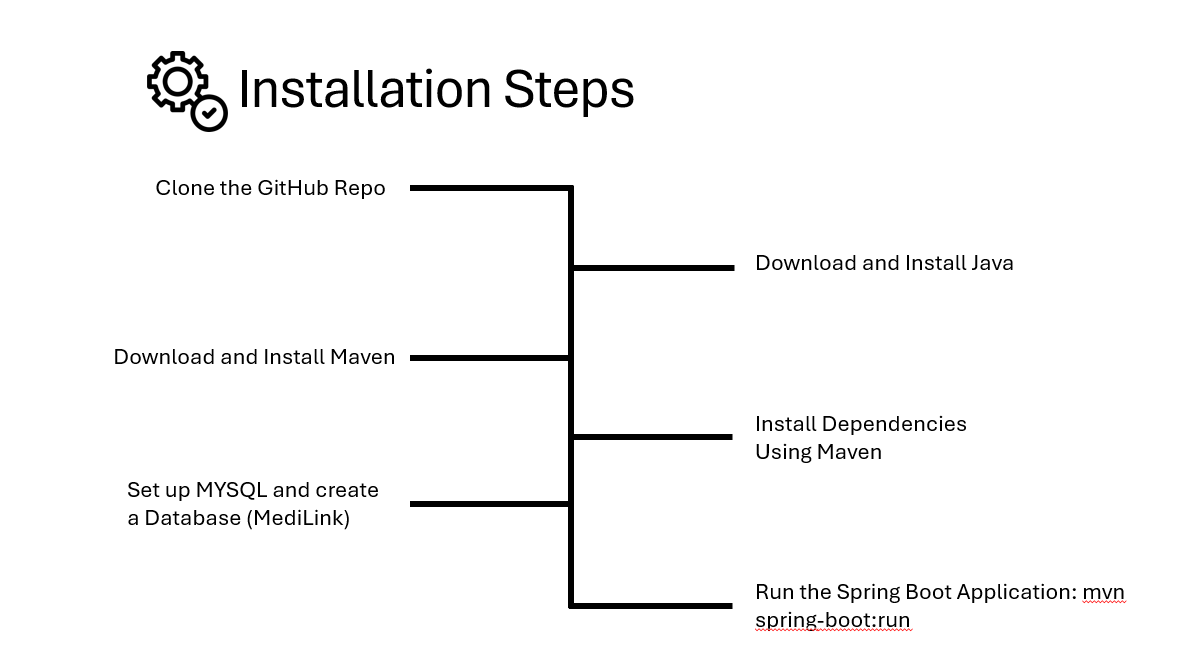 Installation Steps
Clone the GitHub Repo
Download and Install Java
Download and Install Maven
Install Dependencies
Using Maven
Set up MYSQL and create
a Database (MediLink)
Run the Spring Boot Application: mvn
spring-boot:run